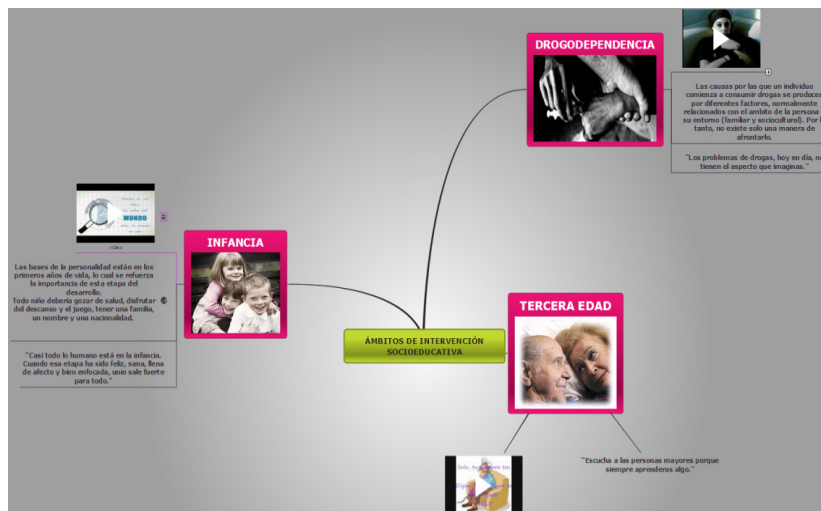 DROGODEPENDENCIA
Las causas por las que un individuo
comienza a consumir drogas se producen
por diferentes factores, normalmente
relacionados con el ambito de la persona
su entorno (familiar y sociocultural). Por
tanto, no existe solo una manera de
afrontarlo.
"Los problemas de drogas, hoy en día, no
tienen el aspecto que imaginas."
MUNDO
INFANCIA
Las bases de la personalidad están en los
primeros años de vida, lo cual se refuerza
la importancia de esta etapa del
desarrollo.
Todo niño debería gozar de salud, disfrutar
del descanso y el juego, tener una familia,
un nombre y una nacionalidad.
"Casi todo lo humano está en la infancia.
Cuando esa etapa ha sido feliz, sana, llena
de afecto y bien enfocada, unio sale fuerte
para todo."
ÁMBITOS DE INTERVENCIÓN
SOCIOEDUCATIVA
TERCERA EDAD
"Escucha a las personas mayores porque
siempre aprenderas algo."